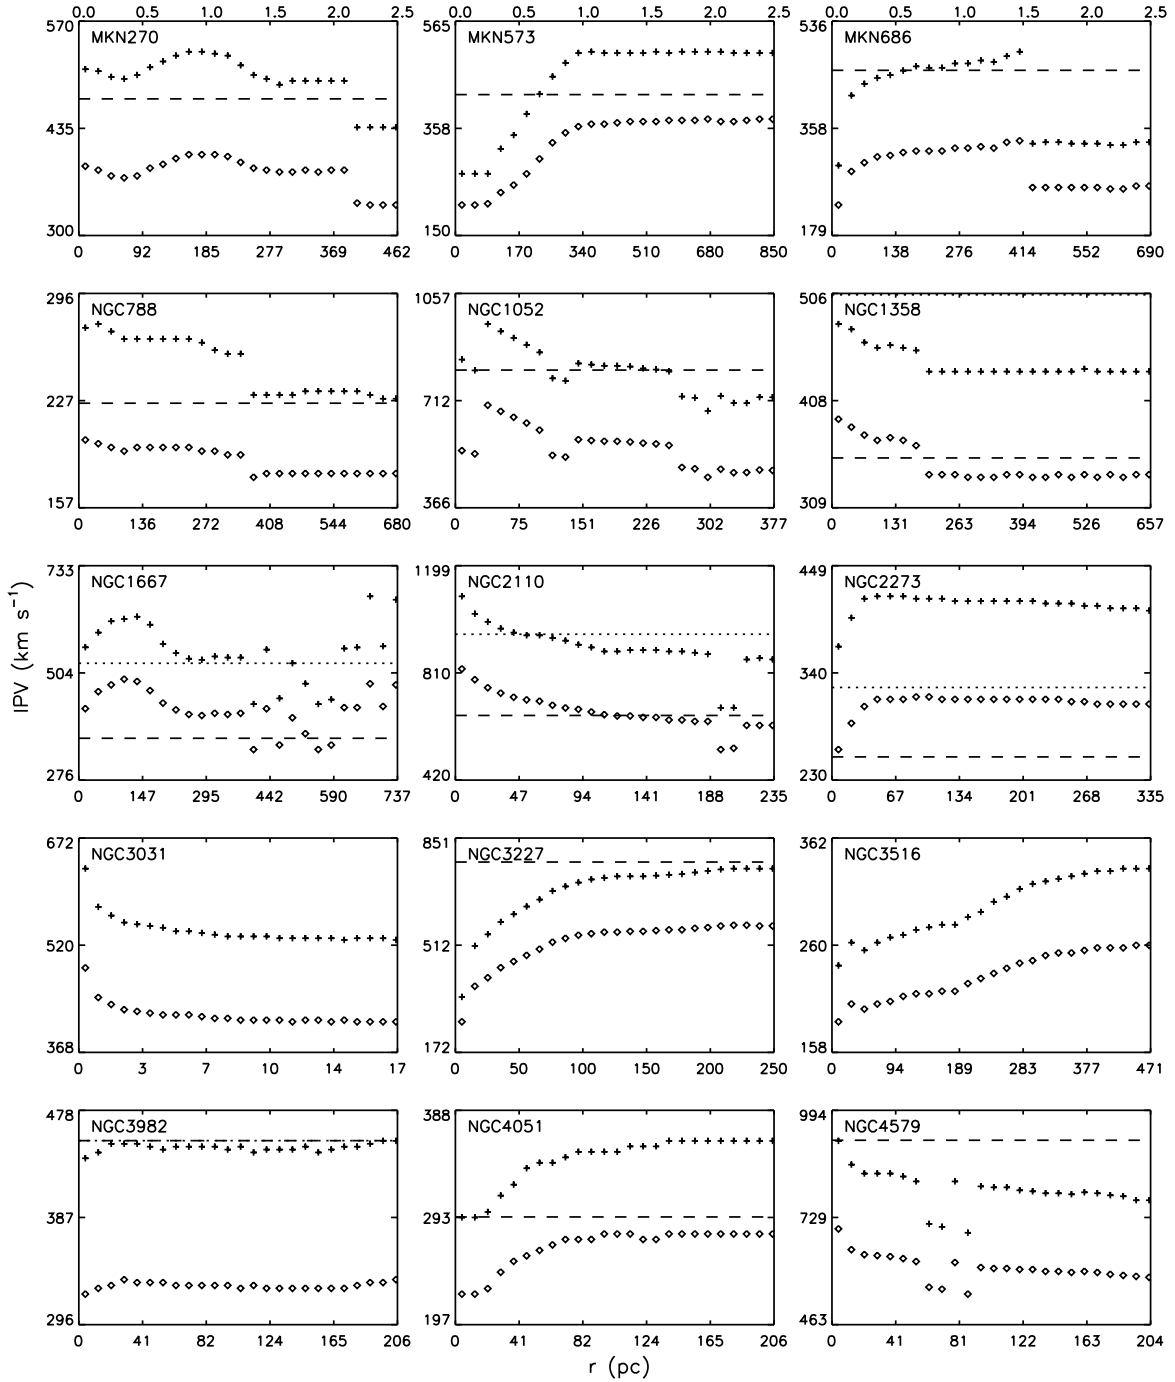 0.0 0.5 1.0 1.5 2.0 2.5 0.0 0.5 1.0 1.5 2.0 2.5 0.0 0.5 1.0 1.5 2.0 2.5
570 565 536
MKN270 MKN573 MKN686
435 358 358
300 150 179
0 92 185 277 369 462 0 170 340 510 680 850 0 138 276 414 552 690
296 1057 506
NGC788 NGC1052 NGC1358
227 712 408
157 366 309
0 136 272 408 544 680 0 75 151 226 302 377 0 131 263 394 526 657
733 1199 449
NGC1667 NGC2110 NGC2273
IPV (km s⁻¹)
504 810 340
276 420 230
0 147 295 442 590 737 0 47 94 141 188 235 0 67 134 201 268 335
672 851 362
NGC3031 NGC3227 NGC3516
520 512 260
368 172 158
0 3 7 10 14 17 0 50 100 150 200 250 0 94 189 283 377 471
478 388 994
NGC3982 NGC4051 NGC4579
387 293 729
296 197 463
0 41 82 124 165 206 0 41 82 124 165 206 0 41 81 122 163 204
r (pc)